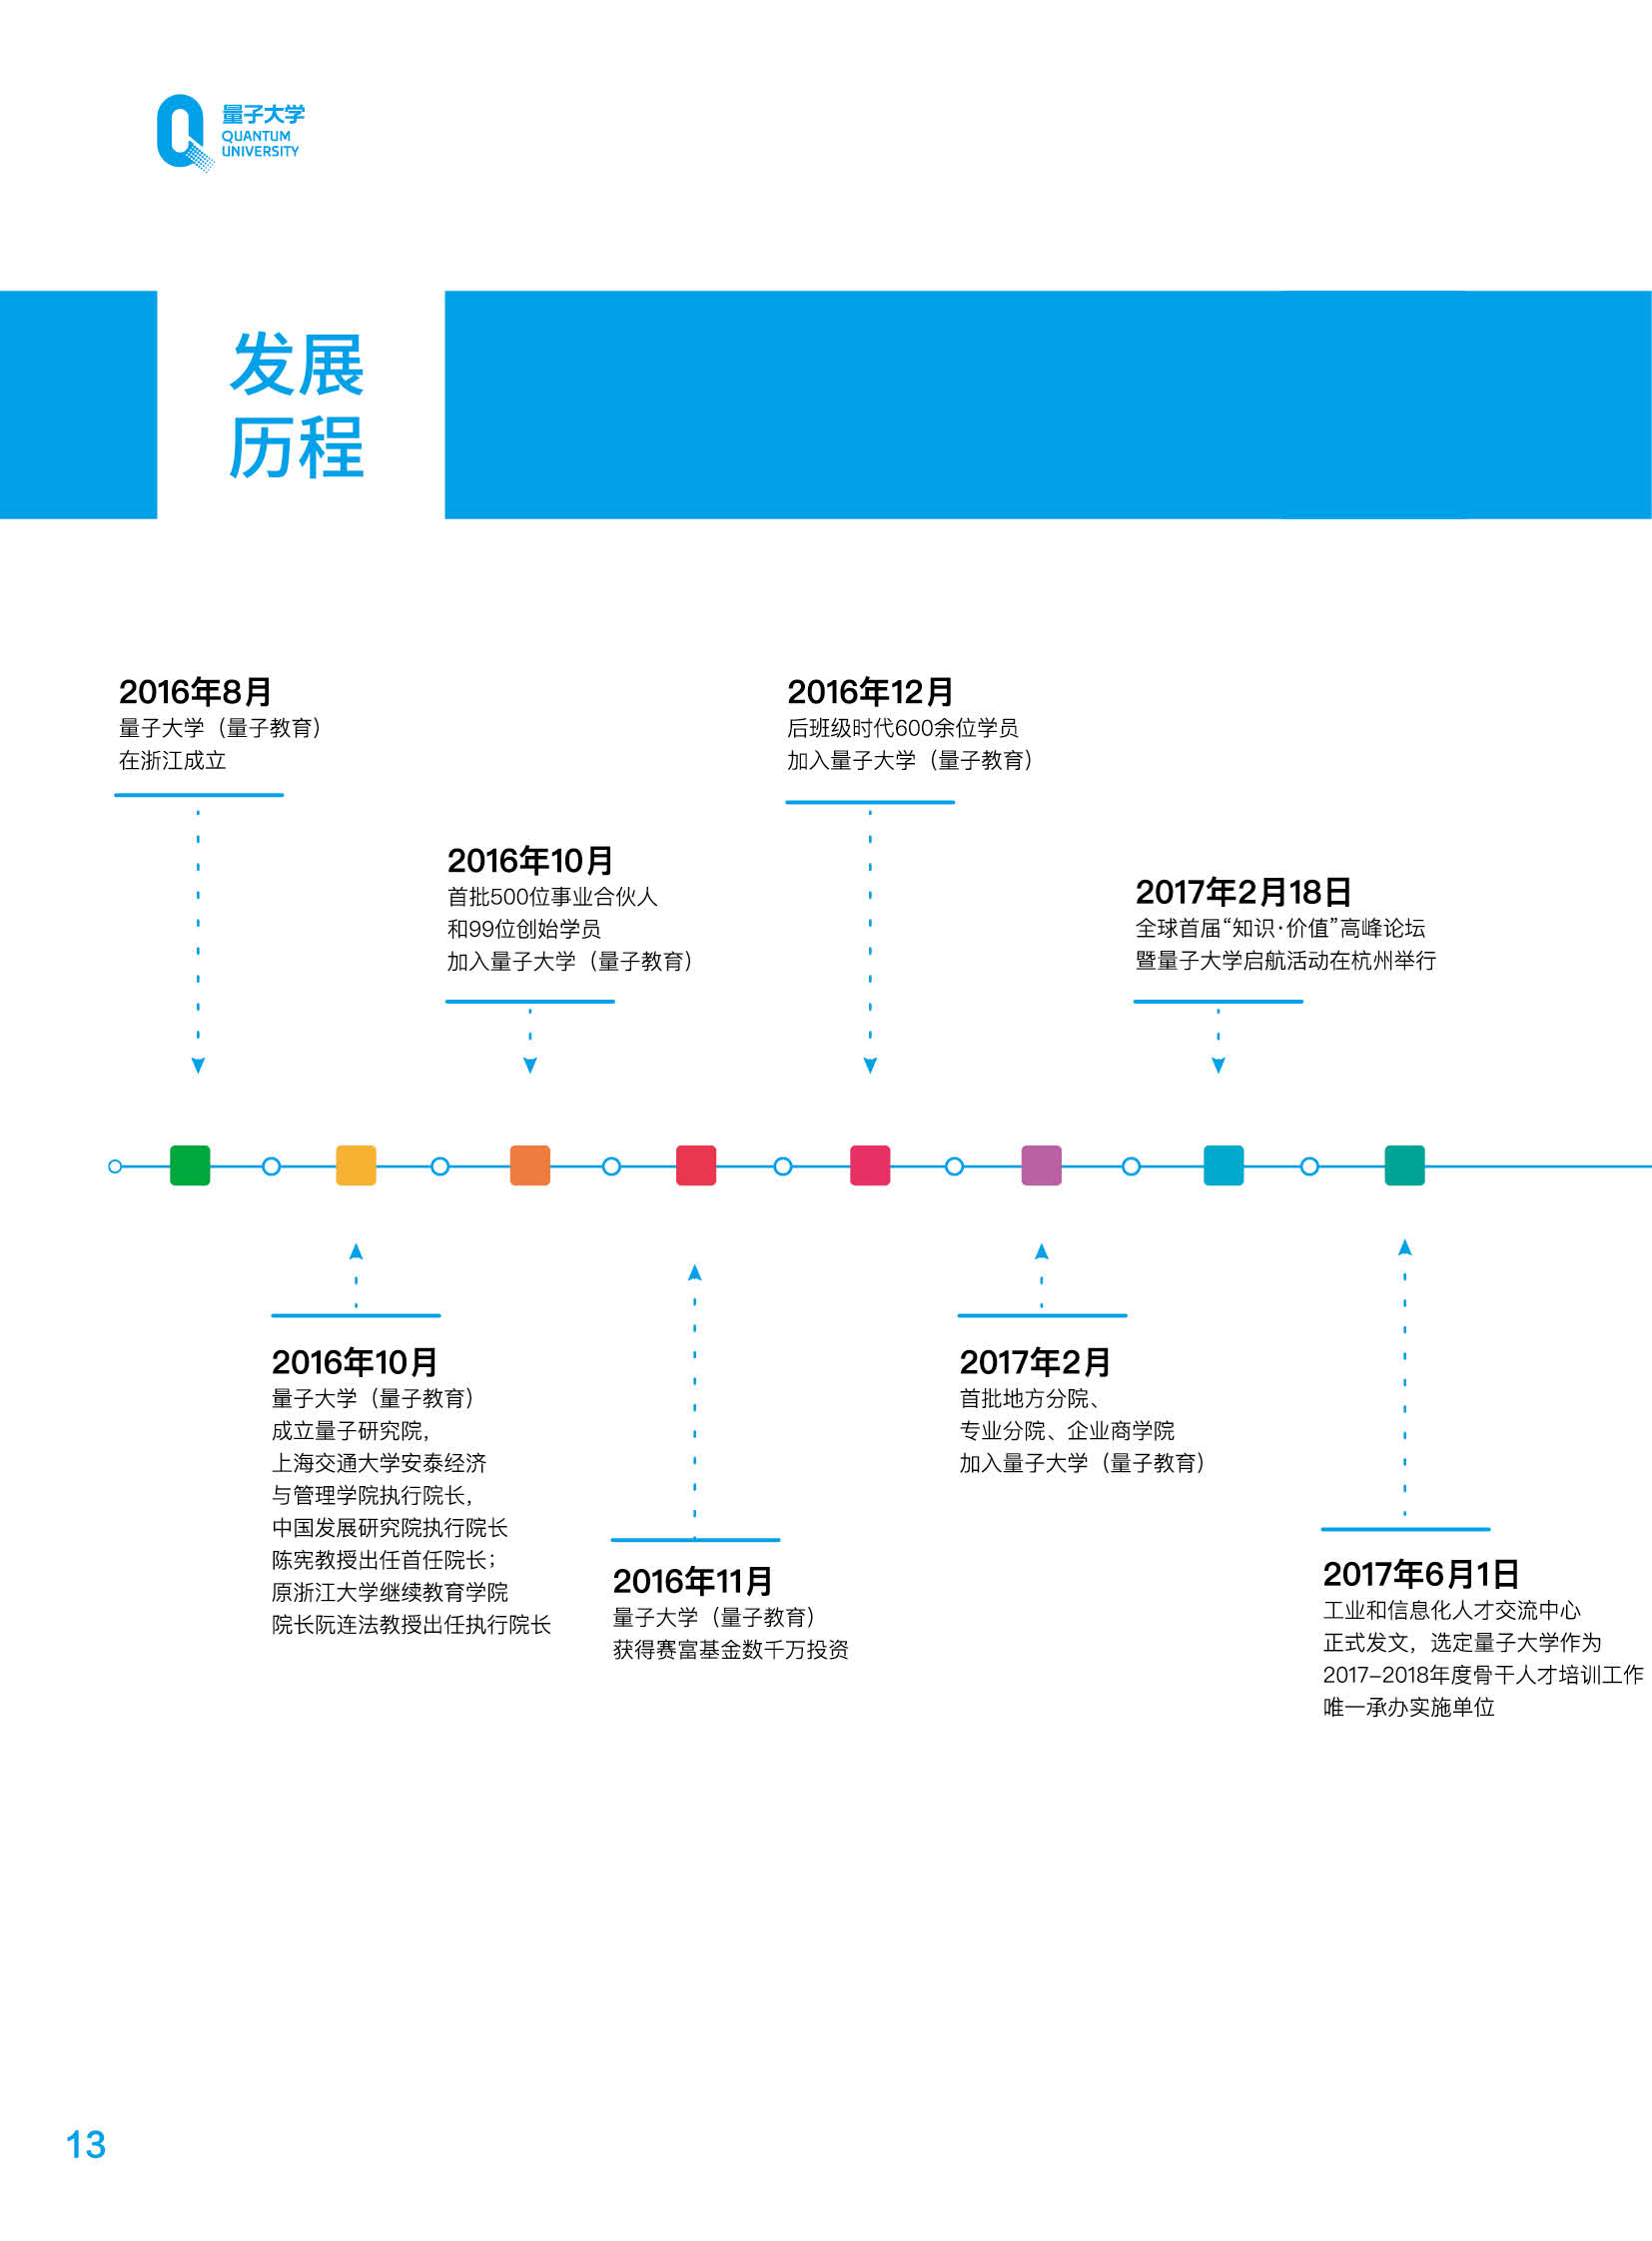 量子大学
QUANTUM
UNIVERSITY
发展
历程
2016年8月
量子大学（量子教育）
在浙江成立
2016年10月
量子大学（量子教育）
成立量子研究院，
上海交通大学安泰经济
与管理学院执行院长，
中国发展研究院执行院长
陈宪教授出任首任院长；
原浙江大学继续教育学院
院长阮连法教授出任执行院长
2016年10月
首批500位事业合伙人
和99位创始学员
加入量子大学（量子教育）
2016年11月
量子大学（量子教育）
获得赛富基金数千万投资
2016年12月
后班级时代600余位学员
加入量子大学（量子教育）
2017年2月
首批地方分院、
专业分院、企业商学院
加入量子大学（量子教育）
2017年2月18日
全球首届“知识·价值”高峰论坛
暨量子大学启航活动在杭州举行
2017年6月1日
工业和信息化人才交流中心
正式发文，选定量子大学作为
2017–2018年度骨干人才培训工作
唯一承办实施单位
13